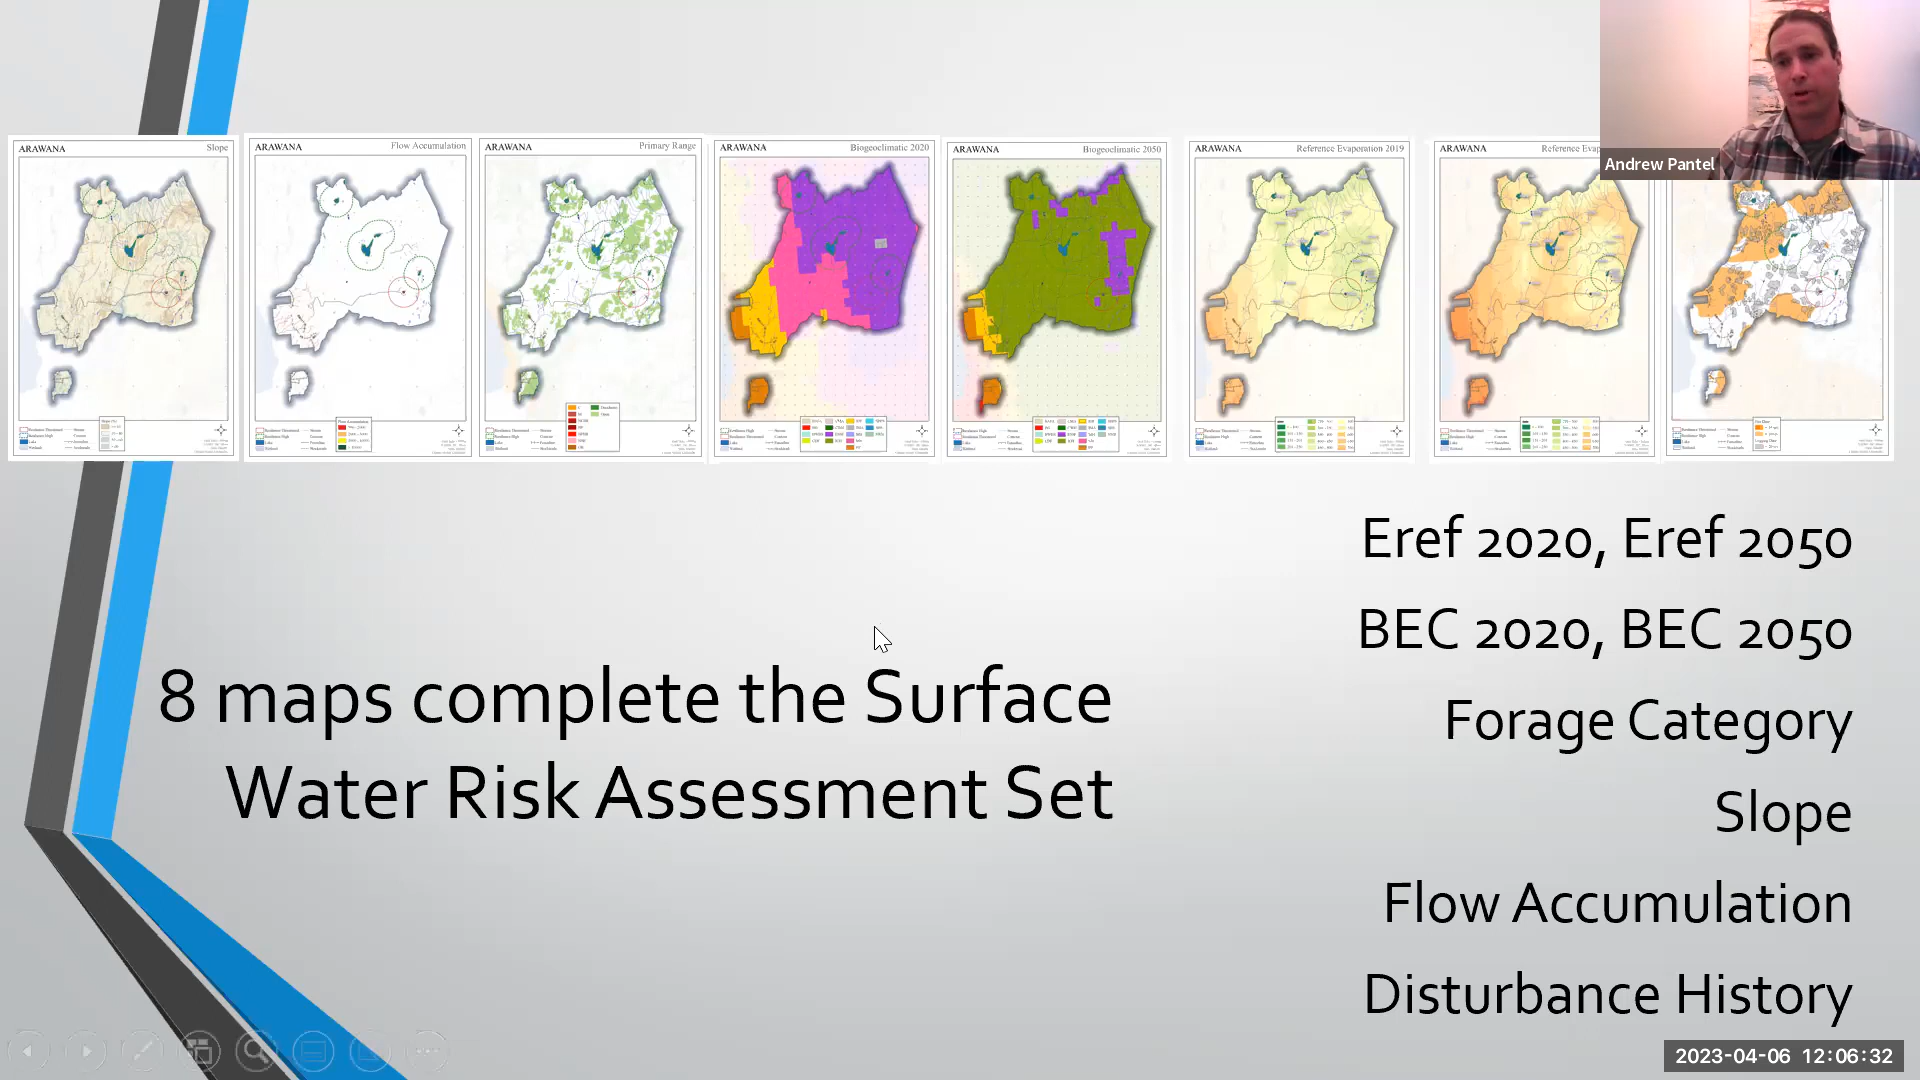 Andrew Pantel
ARAWANA Slope
ARAWANA Flow Accumulation
ARAWANA Primary Range
ARAWANA Biogeoclimatic 2020
ARAWANA Biogeoclimatic 2050
ARAWANA Reference Evaporation 2019
ARAWANA Reference Evap
8 maps complete the Surface
Water Risk Assessment Set
Eref 2020, Eref 2050
BEC 2020, BEC 2050
Forage Category
Slope
Flow Accumulation
Disturbance History
2023-04-06 12:06:32